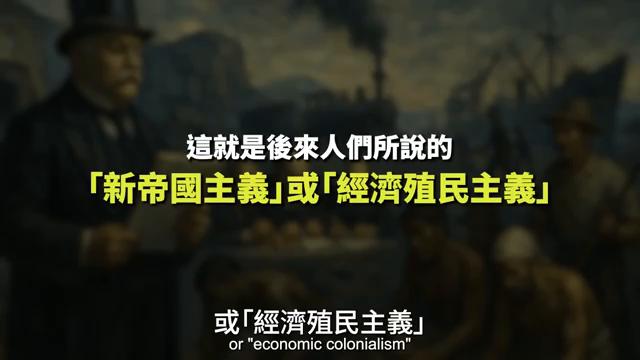 這就是後來人們所說的
「新帝國主義」或「經濟殖民主義」
或「經濟殖民主義」
or "economic colonialism"